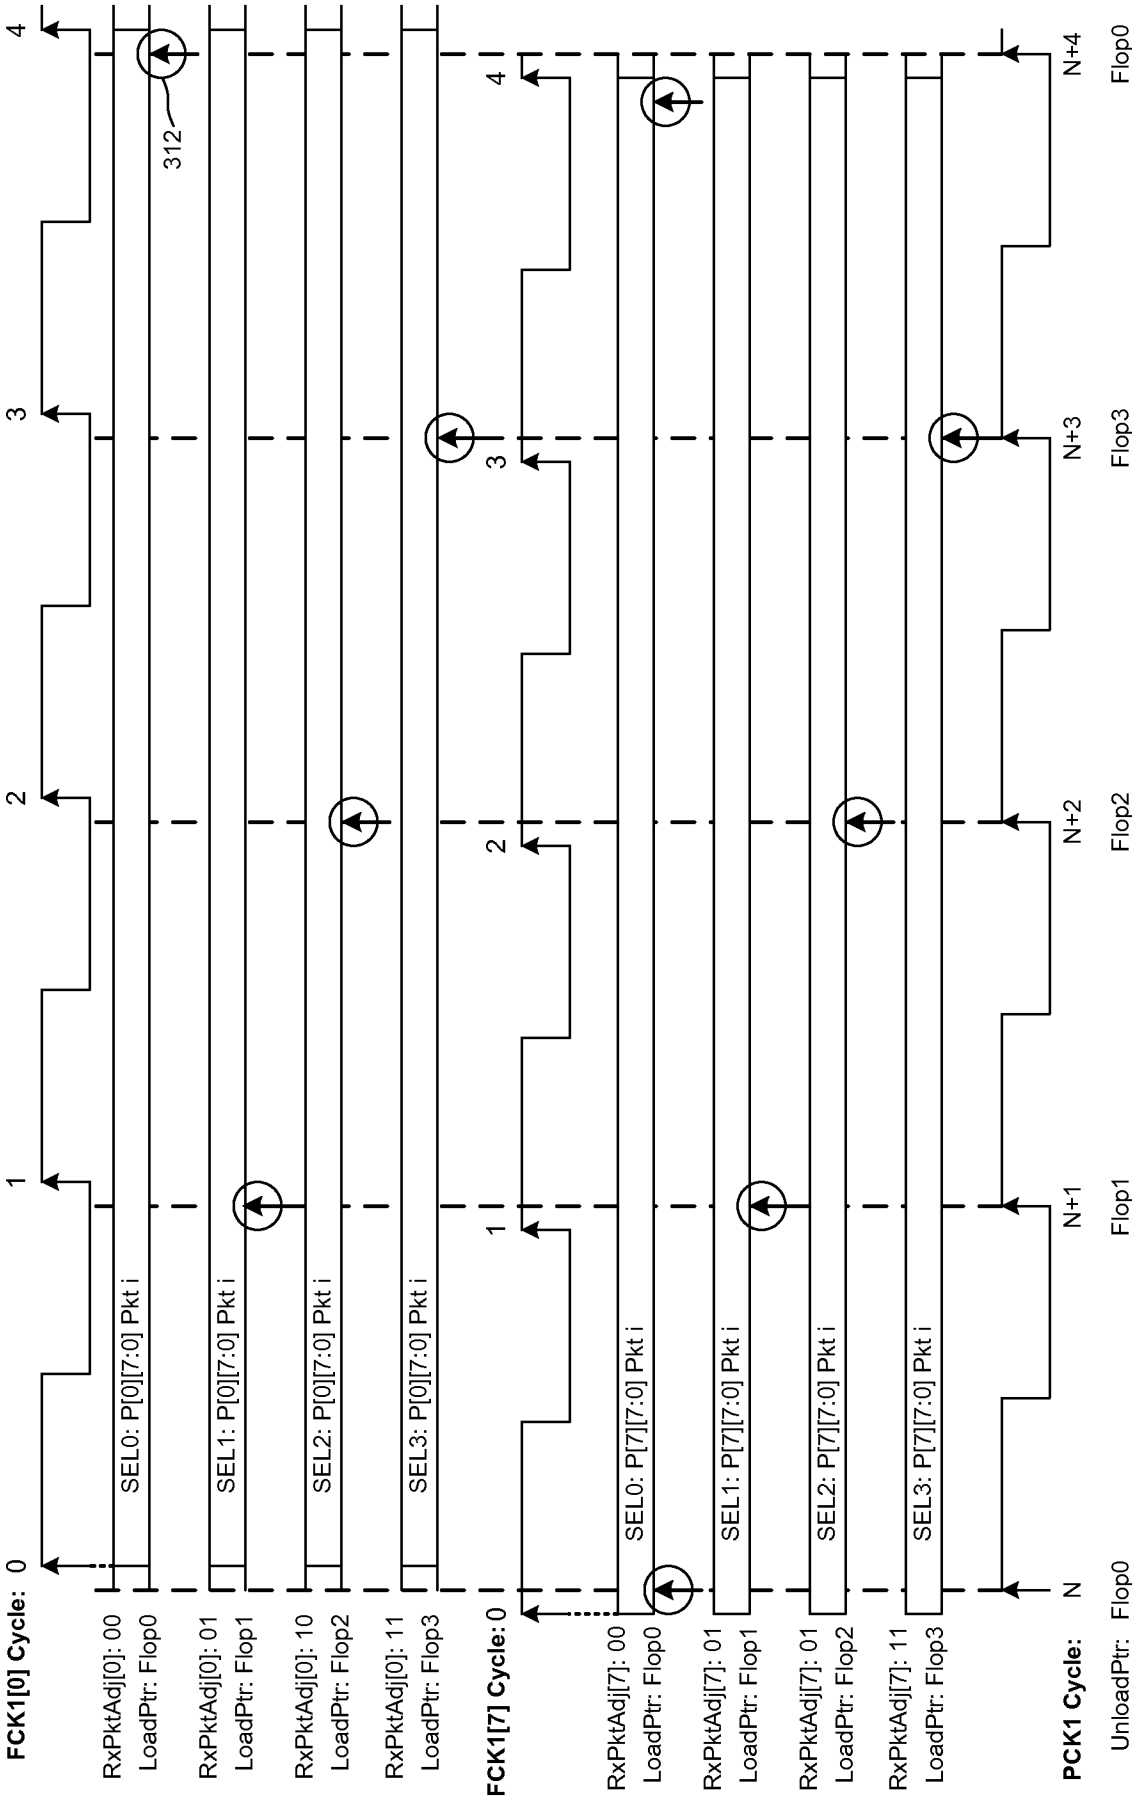 FCK1[0] Cycle: 0 1 2 3 4
RxPktAdj[0]: 00
LoadPtr: Flop0
SEL0: P[0][7:0] Pkt i
312
RxPktAdj[0]: 01
LoadPtr: Flop1
SEL1: P[0][7:0] Pkt i
RxPktAdj[0]: 10
LoadPtr: Flop2
SEL2: P[0][7:0] Pkt i
RxPktAdj[0]: 11
LoadPtr: Flop3
SEL3: P[0][7:0] Pkt i
FCK1[7] Cycle: 0 1 2 3 4
RxPktAdj[7]: 00
LoadPtr: Flop0
SEL0: P[7][7:0] Pkt i
RxPktAdj[7]: 01
LoadPtr: Flop1
SEL1: P[7][7:0] Pkt i
RxPktAdj[7]: 01
LoadPtr: Flop2
SEL2: P[7][7:0] Pkt i
RxPktAdj[7]: 11
LoadPtr: Flop3
SEL3: P[7][7:0] Pkt i
PCK1 Cycle: N N+1 N+2 N+3 N+4
UnloadPtr: Flop0 Flop1 Flop2 Flop3 Flop0